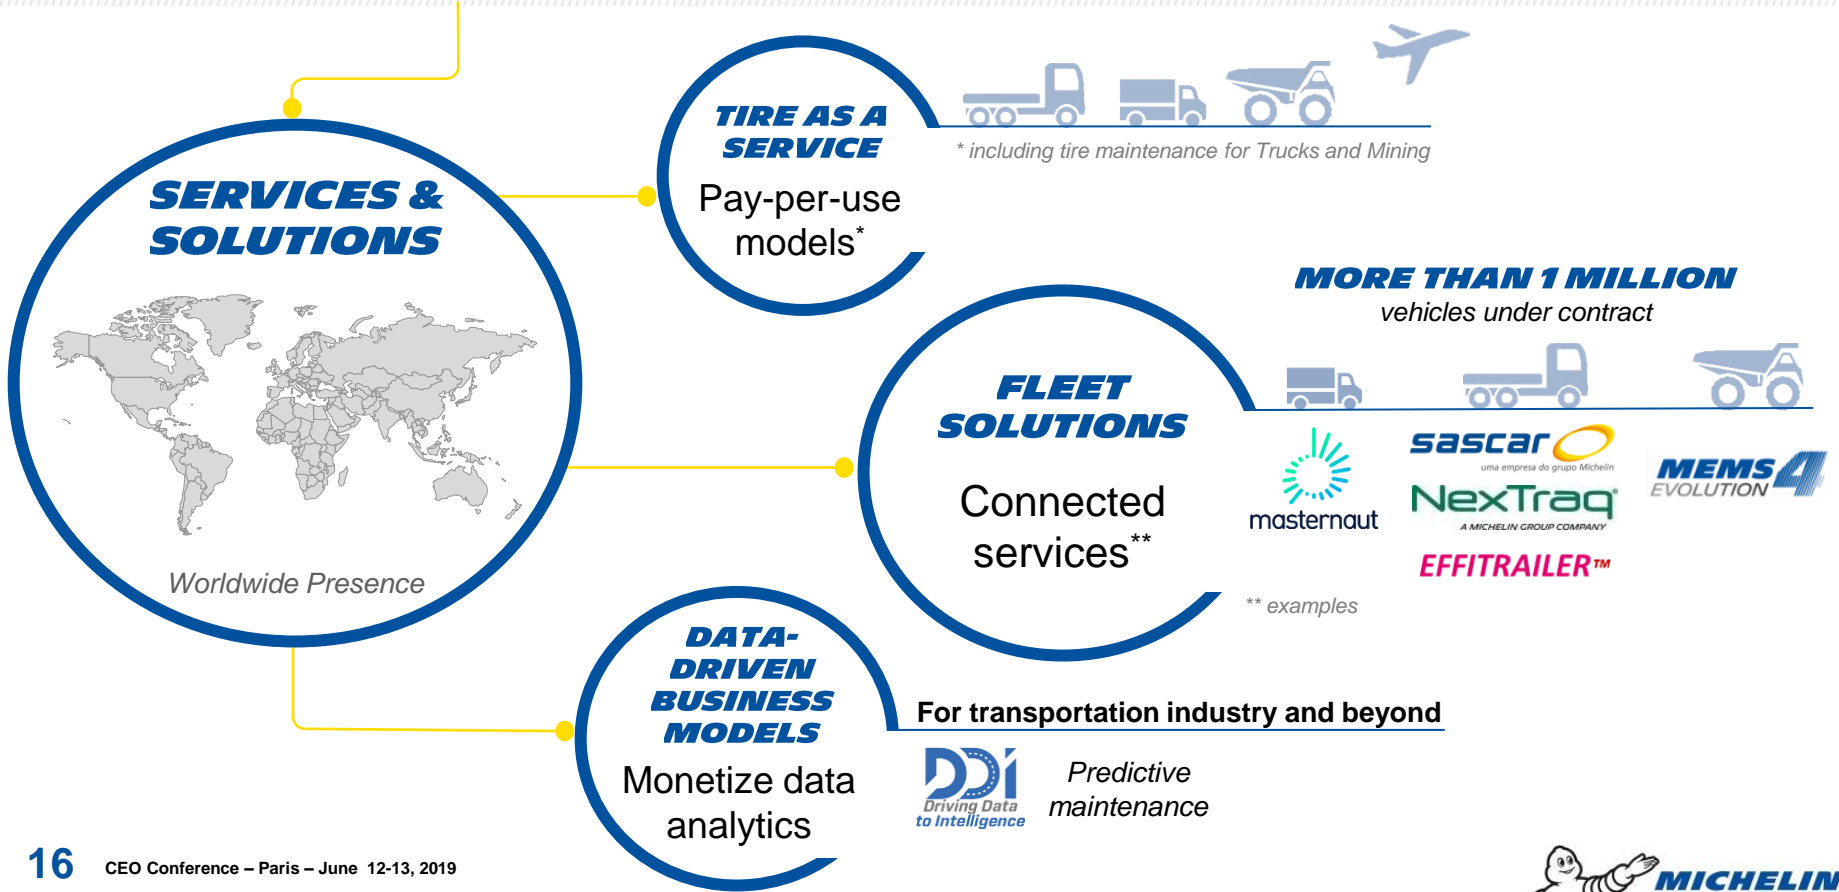 SERVICES &
SOLUTIONS
Worldwide Presence
TIRE AS A
SERVICE
Pay-per-use
models*
* including tire maintenance for Trucks and Mining
MORE THAN 1 MILLION
vehicles under contract
FLEET
SOLUTIONS
Connected
services**
masternaut
sascar
uma empresa do grupo Michelin
NexTraq®
A MICHELIN GROUP COMPANY
EFFITRAILER™
MEMS 4
EVOLUTION
** examples
DATA-
DRIVEN
BUSINESS
MODELS
Monetize data
analytics
For transportation industry and beyond
DDi
Driving Data
to Intelligence
Predictive
maintenance
16
CEO Conference – Paris – June 12-13, 2019
MICHELIN